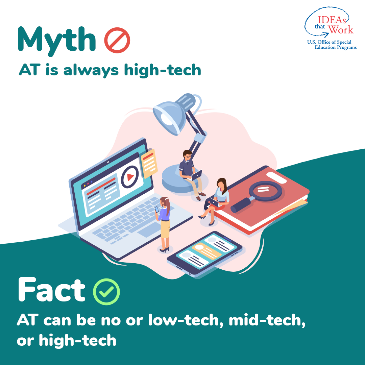 Myth
AT is always high-tech
IDEAs
that Work
U.S. Office of Special
Education Programs
Fact
AT can be no or low-tech, mid-tech,
or high-tech